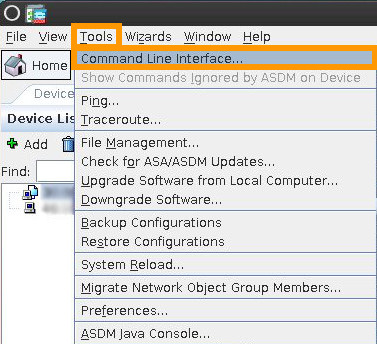 File View Tools Wizards Window Help
Home
Command Line Interface...
Show Commands Ignored by ASDM on Device
Device
Ping...
Traceroute...
Device Lis
Add
File Management...
Check for ASA/ASDM Updates...
Find:
Upgrade Software from Local Computer...
Downgrade Software...
Backup Configurations
Restore Configurations
System Reload...
Migrate Network Object Group Members...
Preferences...
ASDM Java Console...